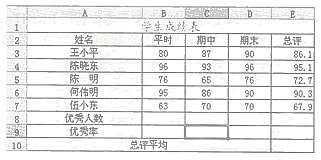 A B C D E
1 学生成绩表
2 姓名 平时 期中 期末 总评
3 王小平 80 87 90 86.1
4 陈晓东 96 93 96 95.1
5 陈 明 76 65 76 72.7
6 何伟明 95 86 90 90.3
7 伍小东 63 70 70 67.9
8 优秀人数
9 优秀率
10 总评平均